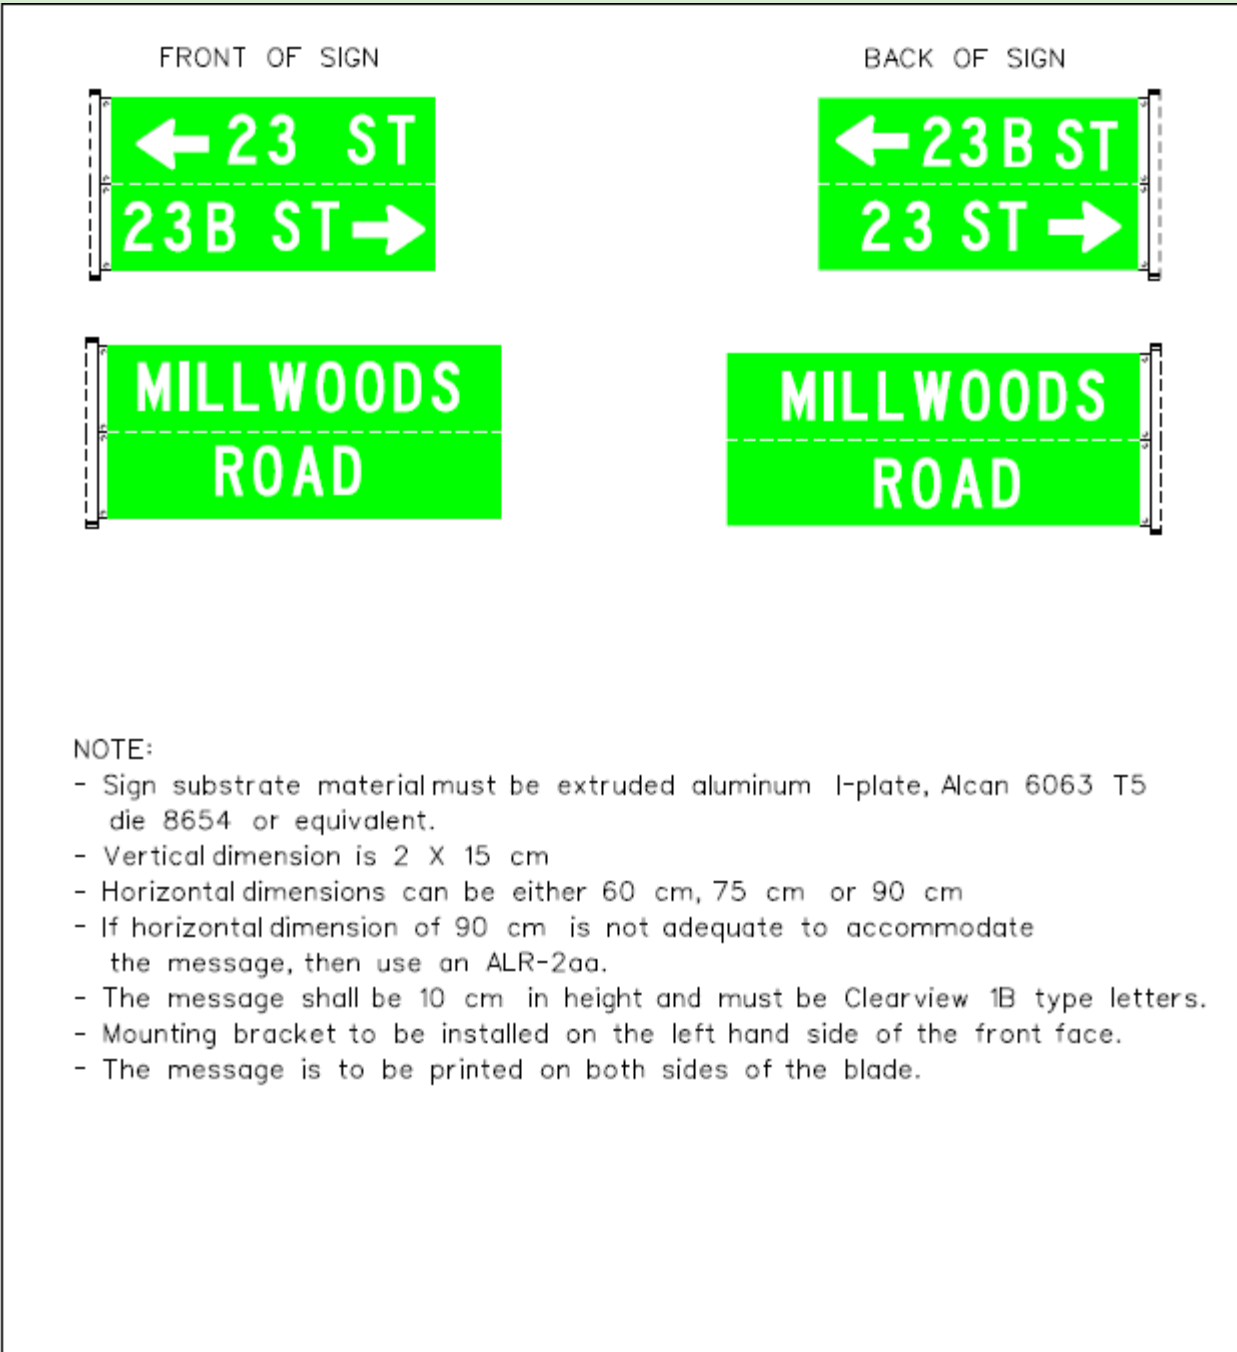 FRONT OF SIGN
BACK OF SIGN
←23 ST
23B ST→
←23B ST
23 ST→
MILLWOODS
ROAD
MILLWOODS
ROAD
NOTE:
- Sign substrate material must be extruded aluminum I-plate, Alcan 6063 T5
die 8654 or equivalent.
- Vertical dimension is 2 X 15 cm
- Horizontal dimensions can be either 60 cm, 75 cm or 90 cm
- If horizontal dimension of 90 cm is not adequate to accommodate
the message, then use an ALR-2aa.
- The message shall be 10 cm in height and must be Clearview 1B type letters.
- Mounting bracket to be installed on the left hand side of the front face.
- The message is to be printed on both sides of the blade.